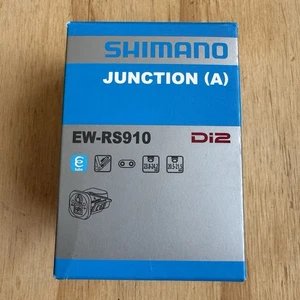 SHIMANO
JUNCTION (A)
EW-RS910
Di2